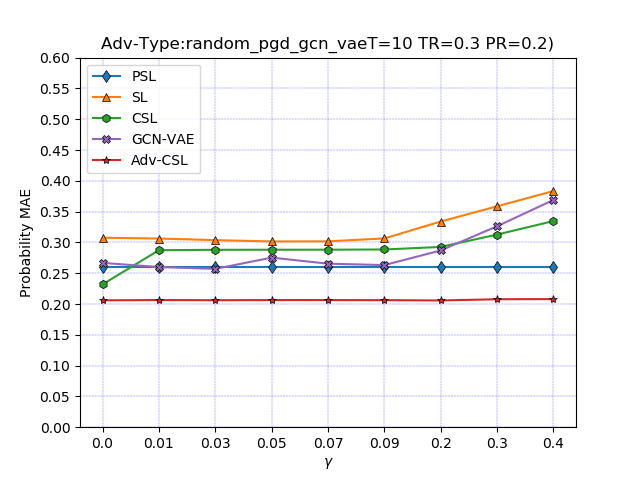 Adv-Type:random_pgd_gcn_vaeT=10 TR=0.3 PR=0.2)
PSL
SL
CSL
GCN-VAE
Adv-CSL
Probability MAE
0.60
0.55
0.50
0.45
0.40
0.35
0.30
0.25
0.20
0.15
0.10
0.05
0.00
0.0 0.01 0.03 0.05 0.07 0.09 0.2 0.3 0.4
γ